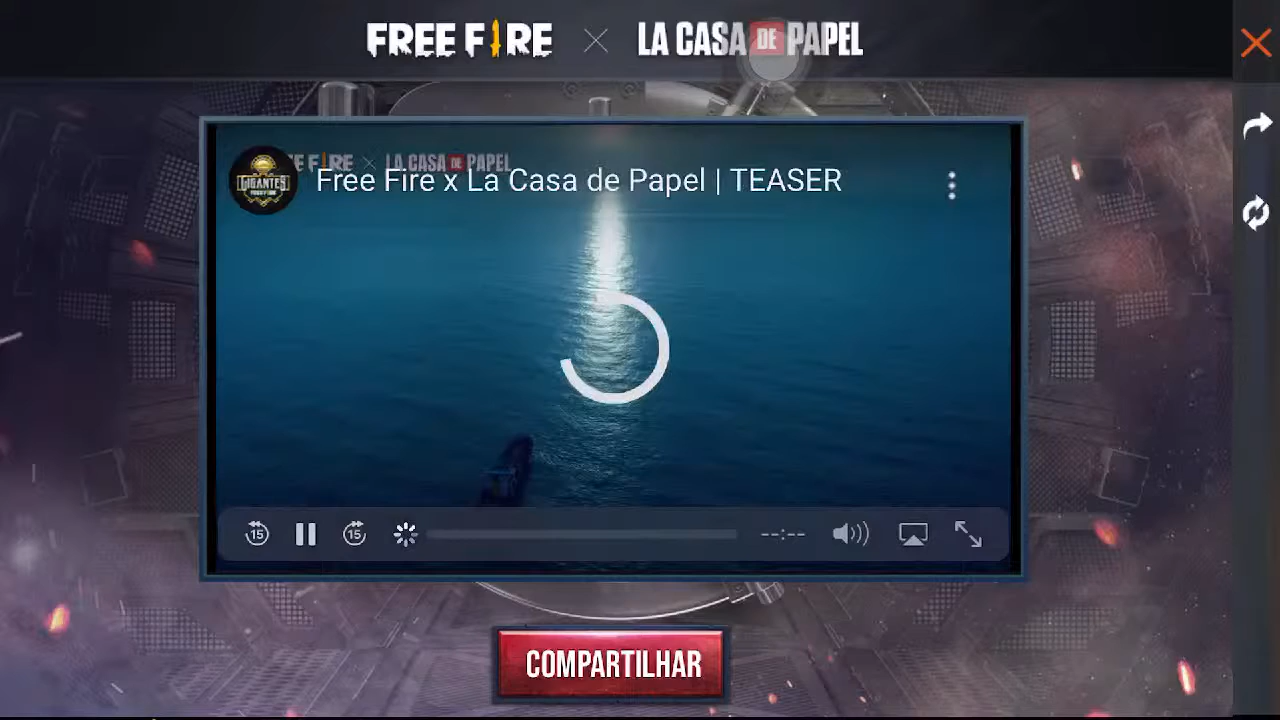 FREE FIRE × LA CASA DE PAPEL
E FIRE × LA CASA DE PAPEL
GIGANTES
Free Fire x La Casa de Papel | TEASER
15
15
--:--
COMPARTILHAR